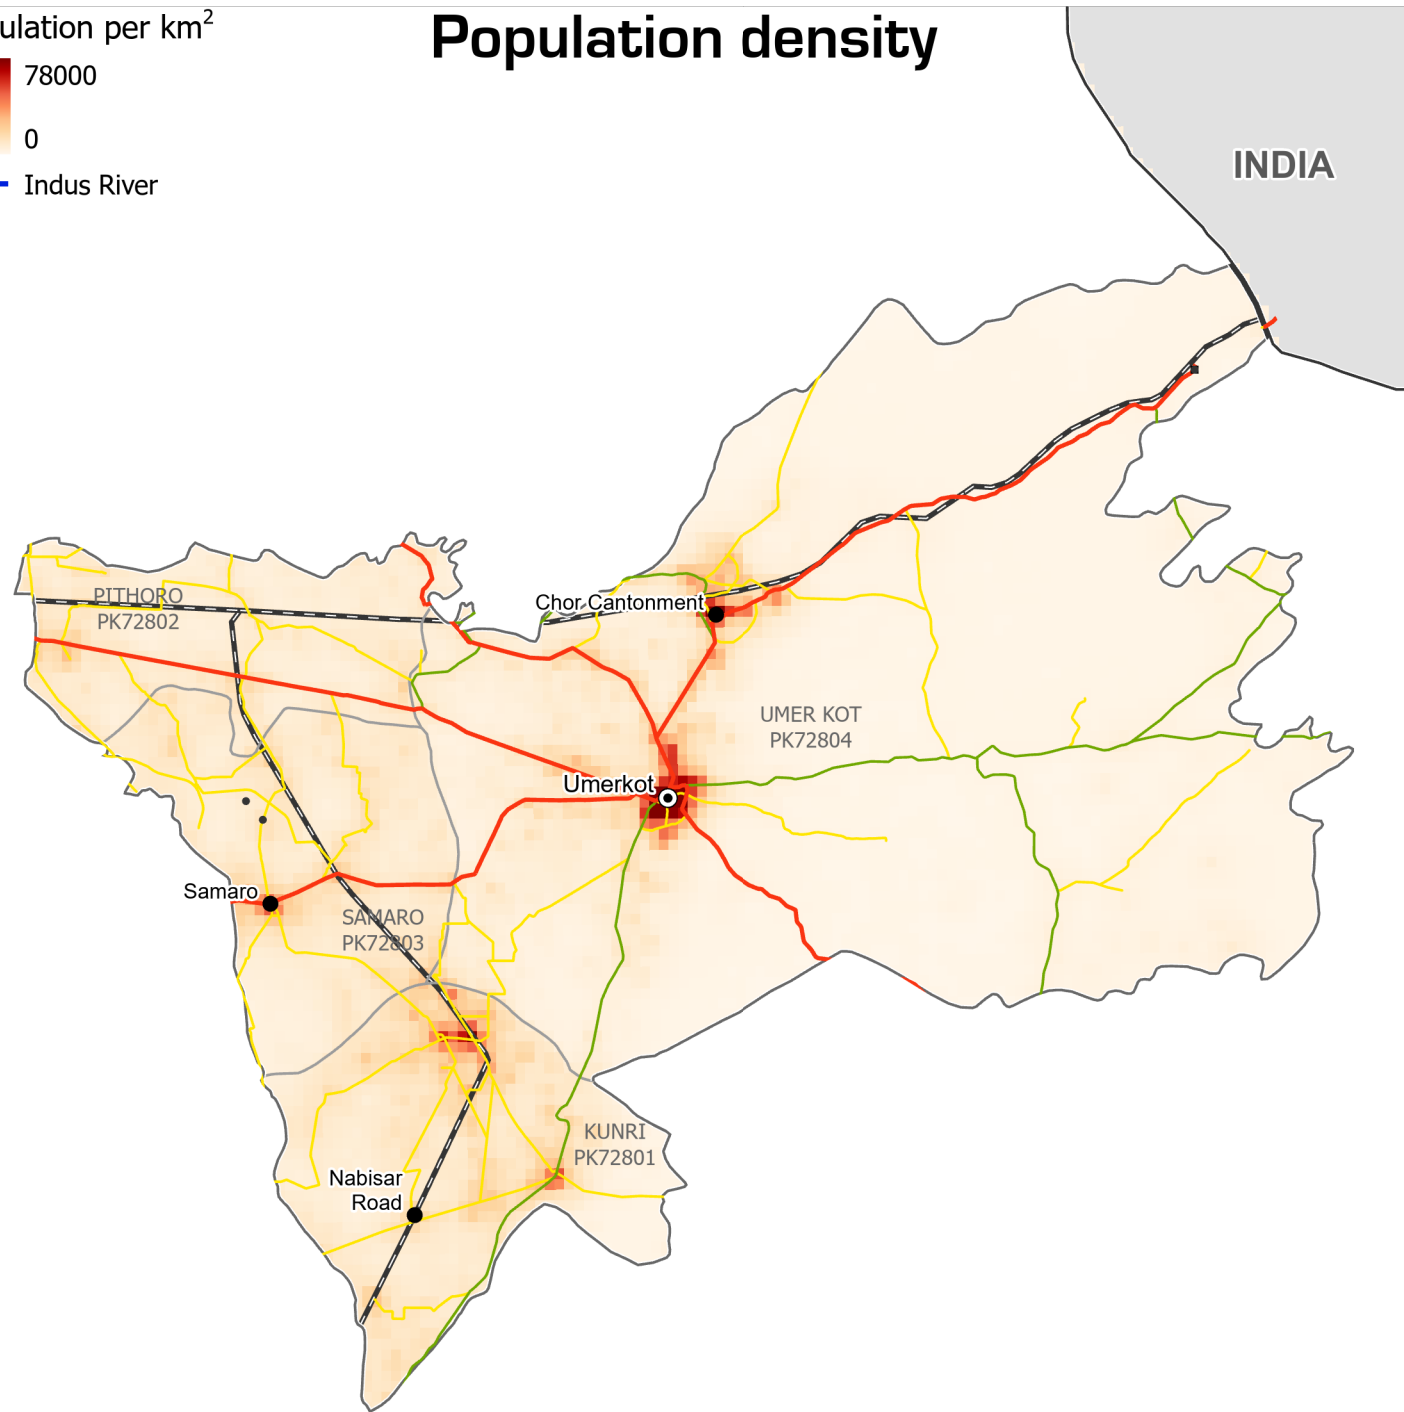 Population density
ulation per km²
78000
0
Indus River
INDIA
PITHORO
PK72802
Chor Cantonment
UMER KOT
PK72804
Umerkot
Samaro
SAMARO
PK72803
KUNRI
PK72801
Nabisar
Road